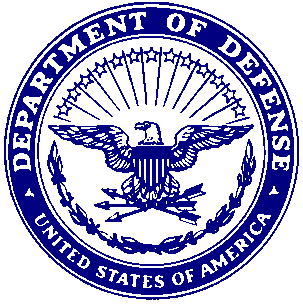 DEPARTMENT OF DEFENSE
UNITED STATES OF AMERICA